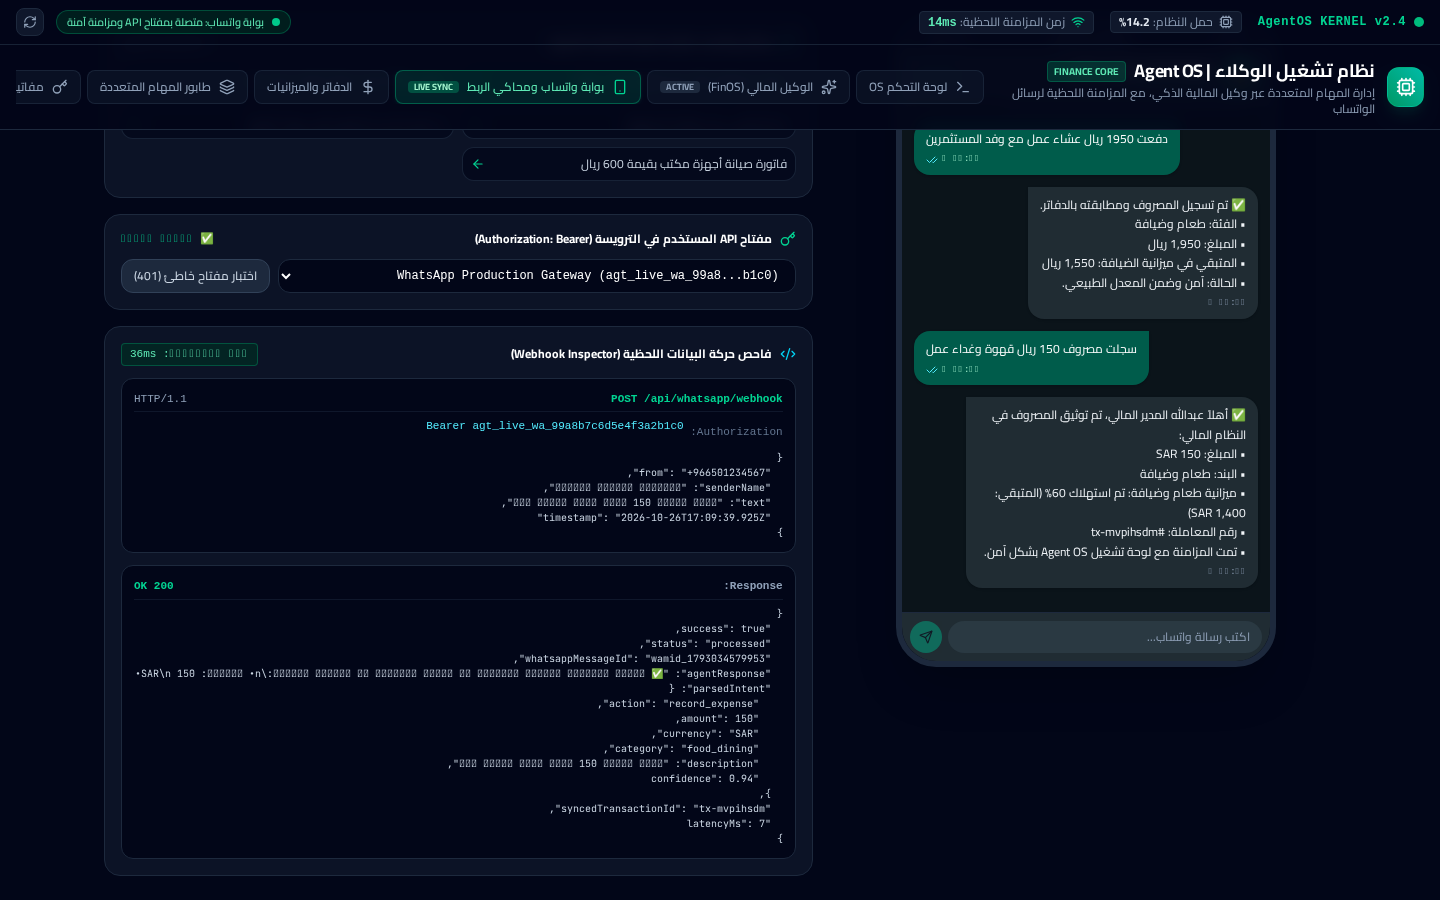 AgentOS KERNEL v2.4
حمل النظام: 14.2%
زمن المزامنة اللحظية: 14ms
بوابة واتساب: متصلة بمفتاح API ومزامنة آمنة
نظام تشغيل الوكلاء | Agent OS
FINANCE CORE
إدارة المهام المتعددة عبر وكيل المالية الذكي، مع المزامنة اللحظية لرسائل
الواتساب
لوحة التحكم OS
الوكيل المالي (FinOS)
ACTIVE
بوابة واتساب ومحاكي الربط
LIVE SYNC
الدفاتر والميزانيات
طابور المهام المتعددة
مفاتيح
دفعت 1950 ريال عشاء عمل مع وفد المستثمرين
✅ تم تسجيل المصروف ومطابقته بالدفاتر.
• الفئة: طعام وضيافة
• المبلغ: 1,950 ريال
• المتبقي في ميزانية الضيافة: 1,550 ريال
• الحالة: آمن وضمن المعدل الطبيعي.
سجلت مصروف 150 ريال قهوة وغداء عمل
✅ أهلاً عبدالله المدير المالي، تم توثيق المصروف في
النظام المالي:
• المبلغ: 150 SAR
• البند: طعام وضيافة
• ميزانية طعام وضيافة: تم استهلاك 60% (المتبقي:
1,400 SAR)
• رقم المعاملة: #tx-mvpihsdm
• تمت المزامنة مع لوحة تشغيل Agent OS بشكل آمن.
اكتب رسالة واتساب...
فاتورة صيانة أجهزة مكتب بقيمة 600 ريال
مفتاح API المستخدم في الترويسة (Authorization: Bearer)
✅
WhatsApp Production Gateway (agt_live_wa_99a8...b1c0)
اختبار مفتاح خاطئ (401)
فاحص حركة البيانات اللحظية (Webhook Inspector)
36ms
POST /api/whatsapp/webhook
HTTP/1.1
Authorization:
Bearer agt_live_wa_99a8b7c6d5e4f3a2b1c0
{
"from": "+966501234567",
"senderName": "",
"text": " 150 ",
"timestamp": "2026-10-26T17:09:39.925Z"
}
Response:
200 OK
{
"success": true,
"status": "processed",
"whatsappMessageId": "wamid_1793034579953",
"agentResponse": "✅ :\n• : 150 SAR\n•
"parsedIntent": {
"action": "record_expense",
"amount": 150,
"currency": "SAR",
"category": "food_dining",
"description": " 150 ",
"confidence": 0.94
},
"syncedTransactionId": "tx-mvpihsdm",
"latencyMs": 7
}